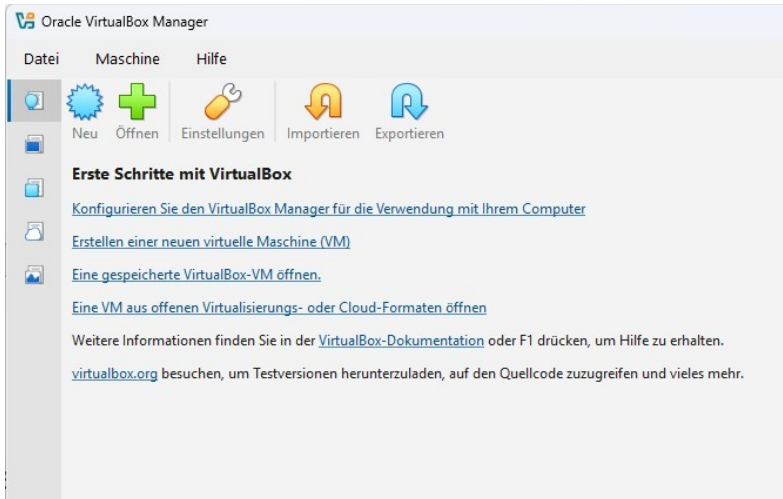 Oracle VirtualBox Manager
Datei Maschine Hilfe
Neu Öffnen Einstellungen Importieren Exportieren
Erste Schritte mit VirtualBox
Konfigurieren Sie den VirtualBox Manager für die Verwendung mit Ihrem Computer
Erstellen einer neuen virtuelle Maschine (VM)
Eine gespeicherte VirtualBox-VM öffnen.
Eine VM aus offenen Virtualisierungs- oder Cloud-Formaten öffnen
Weitere Informationen finden Sie in der VirtualBox-Dokumentation oder F1 drücken, um Hilfe zu erhalten.
virtualbox.org besuchen, um Testversionen herunterzuladen, auf den Quellcode zuzugreifen und vieles mehr.